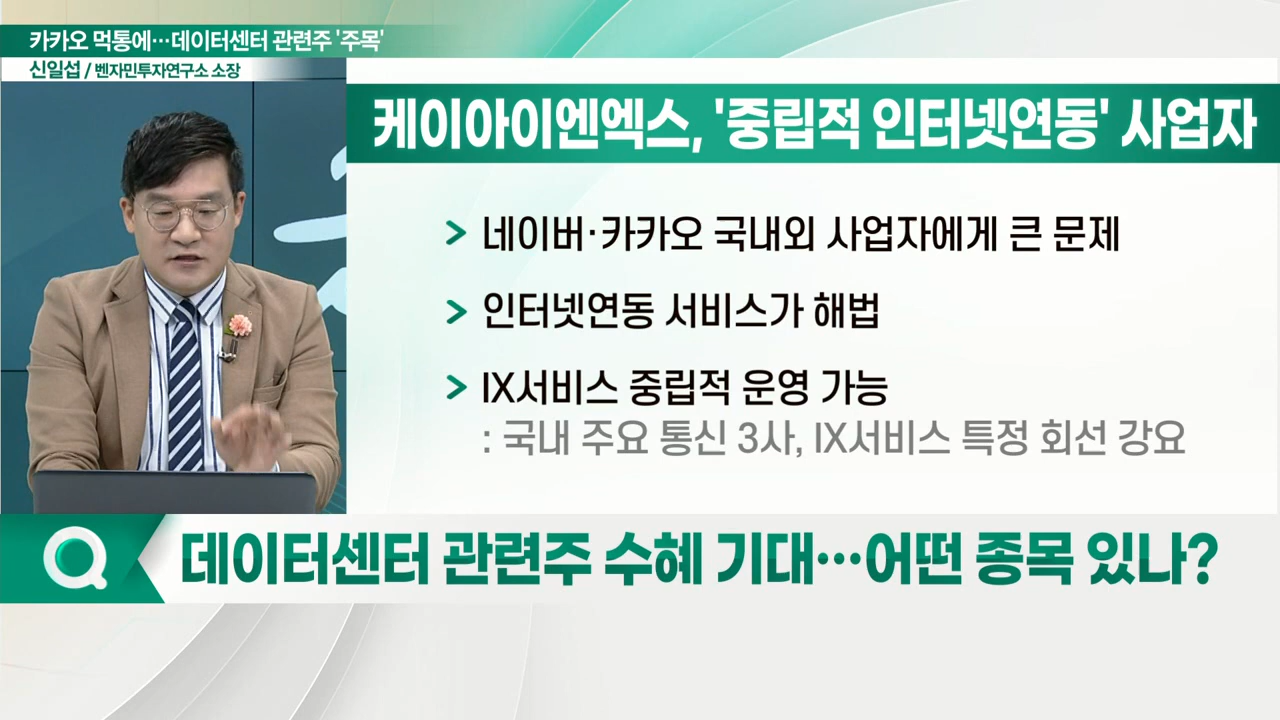 카카오 먹통에…데이터센터 관련주 '주목'
신일섭 / 벤자민투자연구소 소장
케이아이엔엑스, '중립적 인터넷연동' 사업자
> 네이버·카카오 국내외 사업자에게 큰 문제
> 인터넷연동 서비스가 해법
> IX서비스 중립적 운영 가능
: 국내 주요 통신 3사, IX서비스 특정 회선 강요
Q 데이터센터 관련주 수혜 기대…어떤 종목 있나?